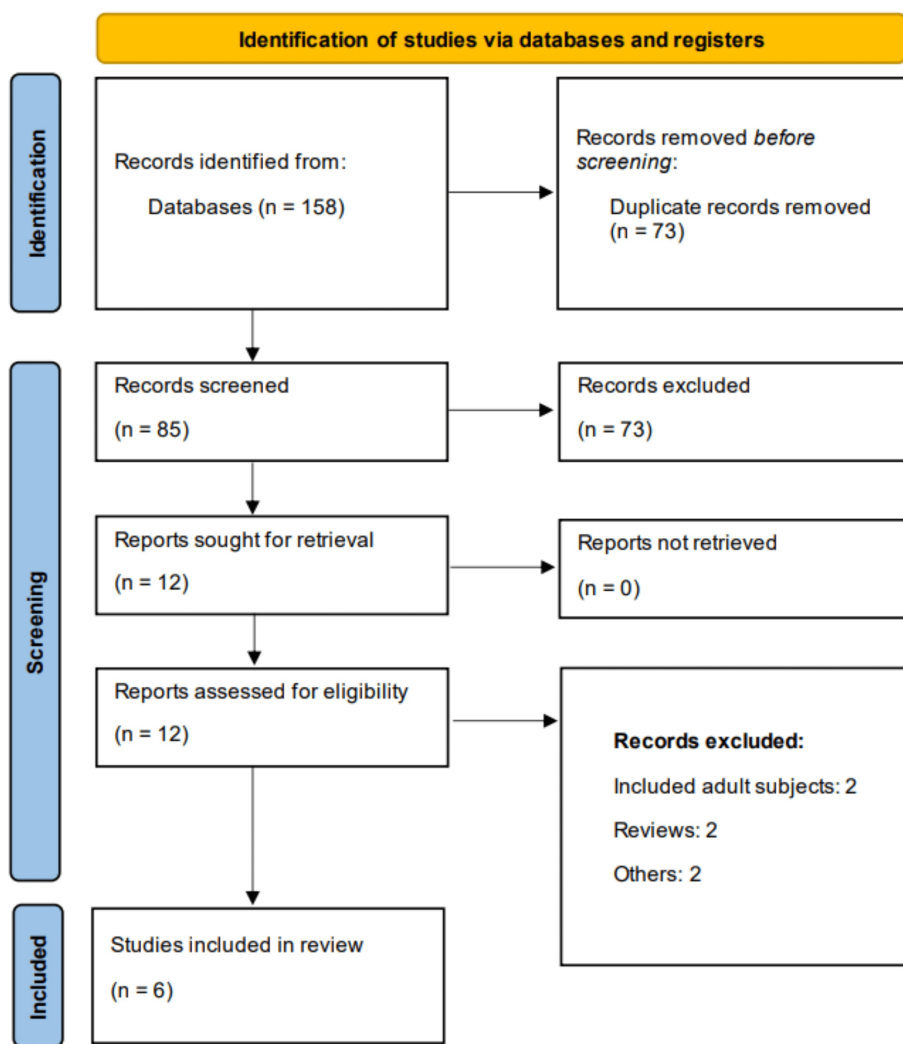 Identification of studies via databases and registers
Identification
Records identified from:
Databases (n = 158)
Records removed before
screening:
Duplicate records removed
(n = 73)
Screening
Records screened
(n = 85)
Records excluded
(n = 73)
Reports sought for retrieval
(n = 12)
Reports not retrieved
(n = 0)
Reports assessed for eligibility
(n = 12)
Records excluded:
Included adult subjects: 2
Reviews: 2
Others: 2
Included
Studies included in review
(n = 6)